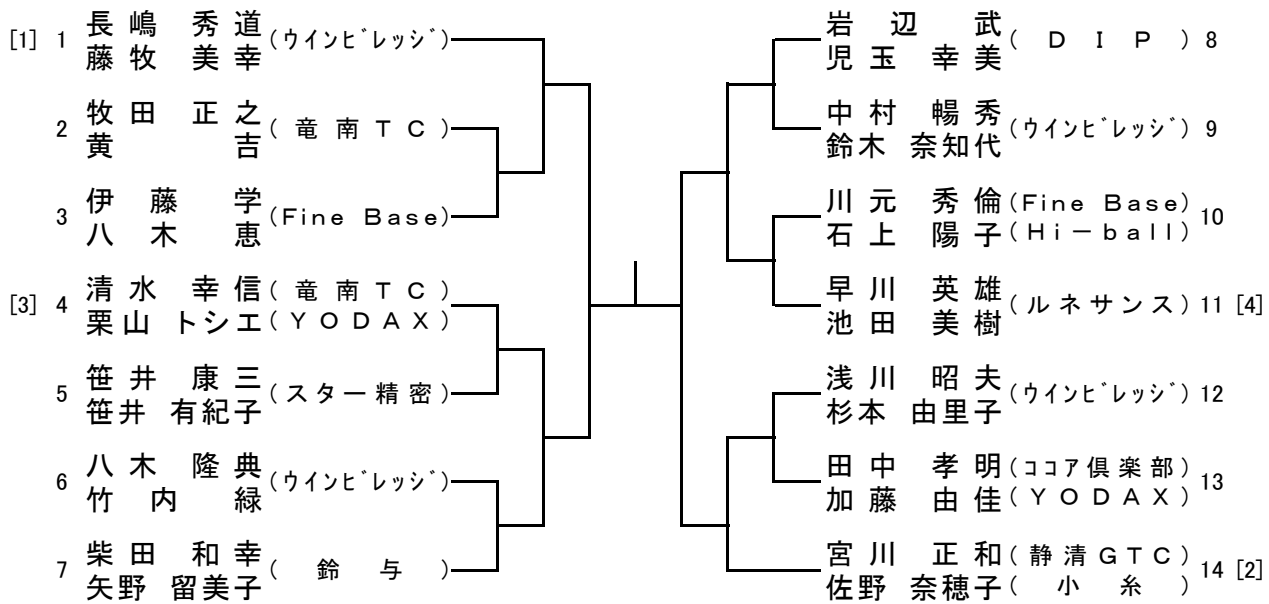 [1] 1 長嶋 秀道 (ウインビレッジ)
藤牧 美幸
2 牧田 正之 (竜南TC)
黄 吉
3 伊藤 学 (Fine Base)
八木 恵
[3] 4 清水 幸信 (竜南TC)
栗山 トシエ (YODAX)
5 笹井 康三 (スター精密)
笹井 有紀子
6 八木 隆典 (ウインビレッジ)
竹内 緑
7 柴田 和幸 (鈴与)
矢野 留美子
岩辺 武 (DIP) 8
児玉 幸美
中村 暢秀 (ウインビレッジ) 9
鈴木 奈知代
川元 秀倫 (Fine Base) 10
石上 陽子 (Hi-ball)
早川 英雄 (ルネサンス) 11 [4]
池田 美樹
浅川 昭夫 (ウインビレッジ) 12
杉本 由里子
田中 孝明 (ココア倶楽部) 13
加藤 由佳 (YODAX)
宮川 正和 (静清GTC) 14 [2]
佐野 奈穂子 (小糸)